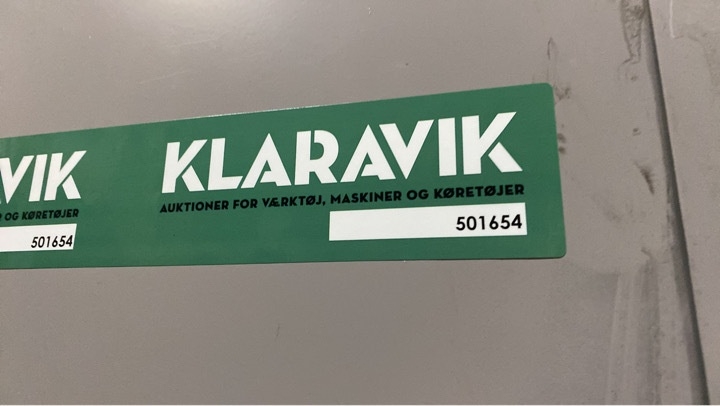 KLARAVIK
AUKTIONER FOR VÆRKTØJ, MASKINER OG KØRETØJER
501654
VIK
OG KØRETØJER
501654